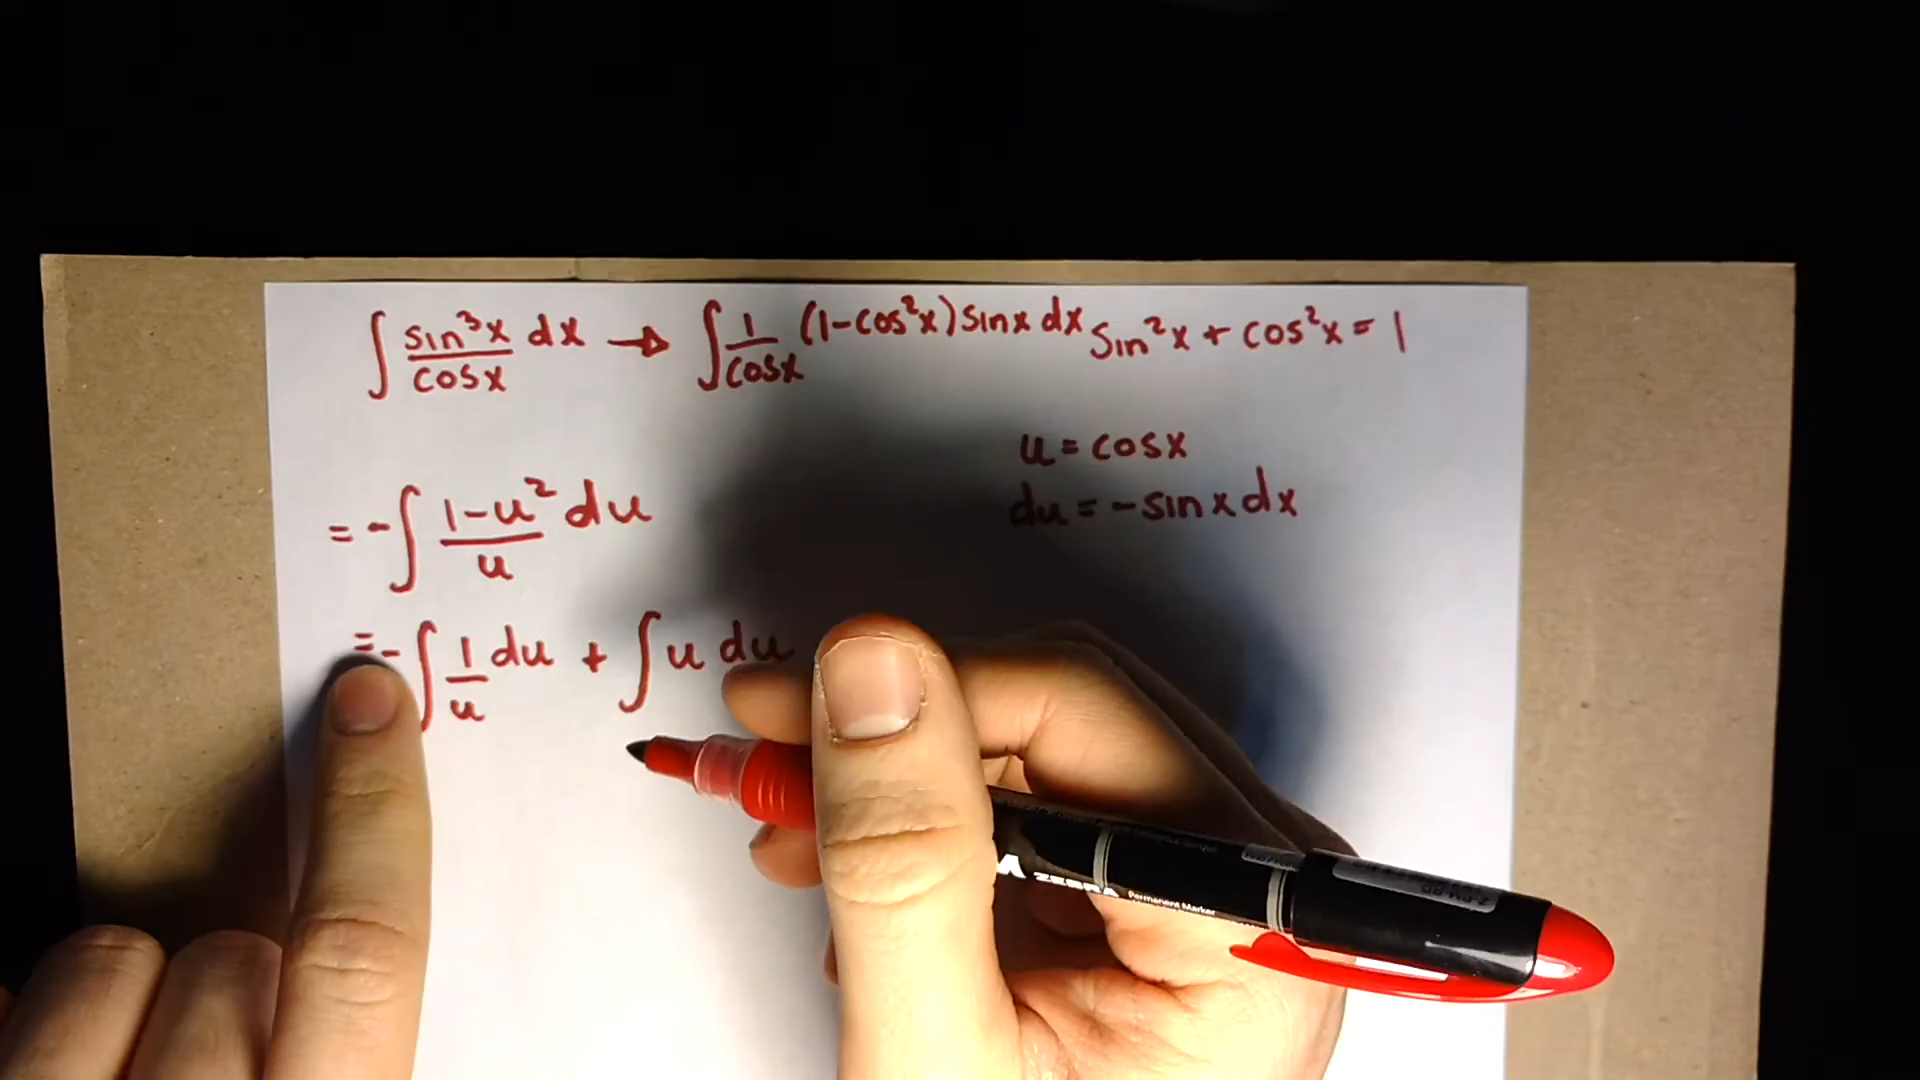 ∫ sin³x/cosx dx → ∫ 1/cosx (1-cos²x) sinx dx sin²x + cos²x = 1
u = cosx
du = -sinx dx
= -∫ 1-u²/u du
= -∫ 1/u du + ∫ u du
ZEBRA Permanent Marker